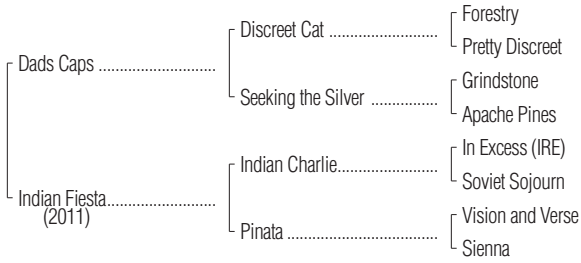 Forestry
Discreet Cat ..........................
Pretty Discreet
Dads Caps ............................
Grindstone
Seeking the Silver ................
Apache Pines
In Excess (IRE)
Indian Charlie........................
Soviet Sojourn
Indian Fiesta..........................
(2011)
Vision and Verse
Pinata ....................................
Sienna